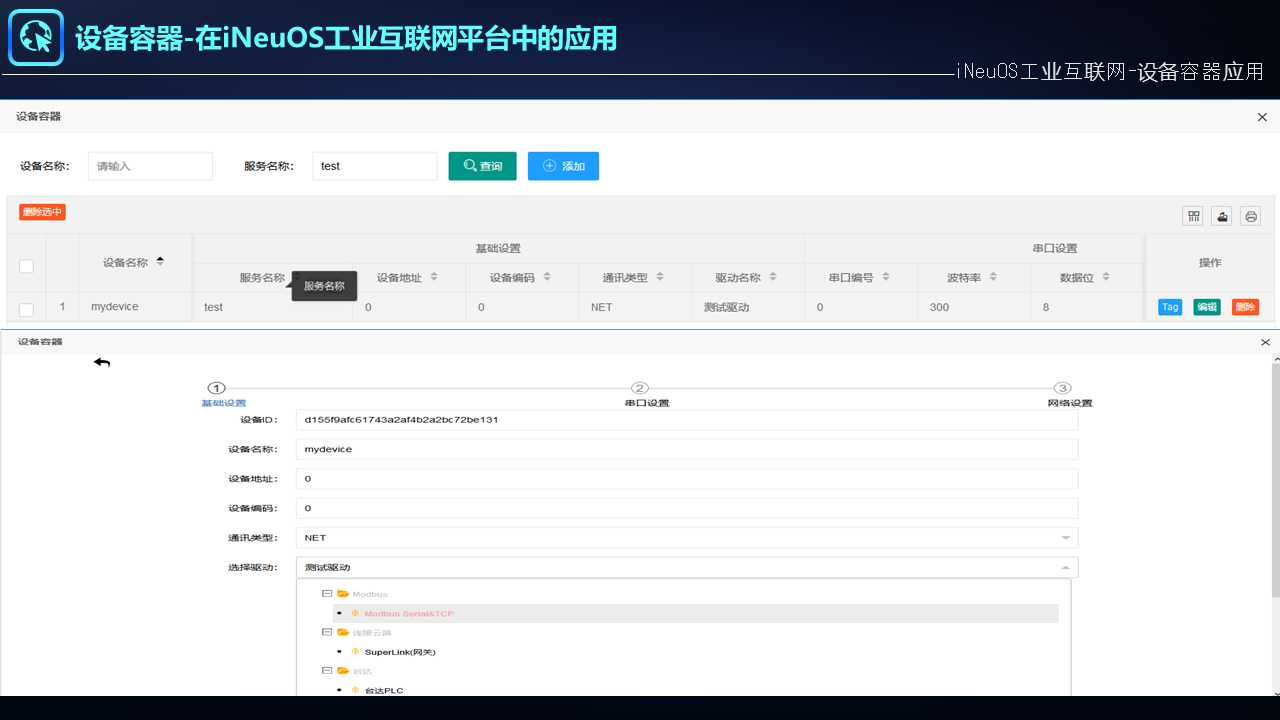 设备容器-在iNeuOS工业互联网平台中的应用
iNeuOS工业互联网-设备容器应用
设备容器
设备名称: 请输入 服务名称: test 查询 添加
删除选中
设备名称 基础设置 串口设置 操作
服务名称 设备地址 设备编码 通讯类型 驱动名称 串口编号 波特率 数据位
服务名称
1 mydevice test 0 0 NET 测试驱动 0 300 8 Tag 编辑 删除
设备容器
1 2 3
基础设置 串口设置 网络设置
设备ID: d155f9afc61743a2af4b2a2bc72be131
设备名称: mydevice
设备地址: 0
设备编码: 0
通讯类型: NET
选择驱动: 测试驱动
Modbus
Modbus Serial&TCP
连接云端
SuperLink(网关)
台达
台达PLC